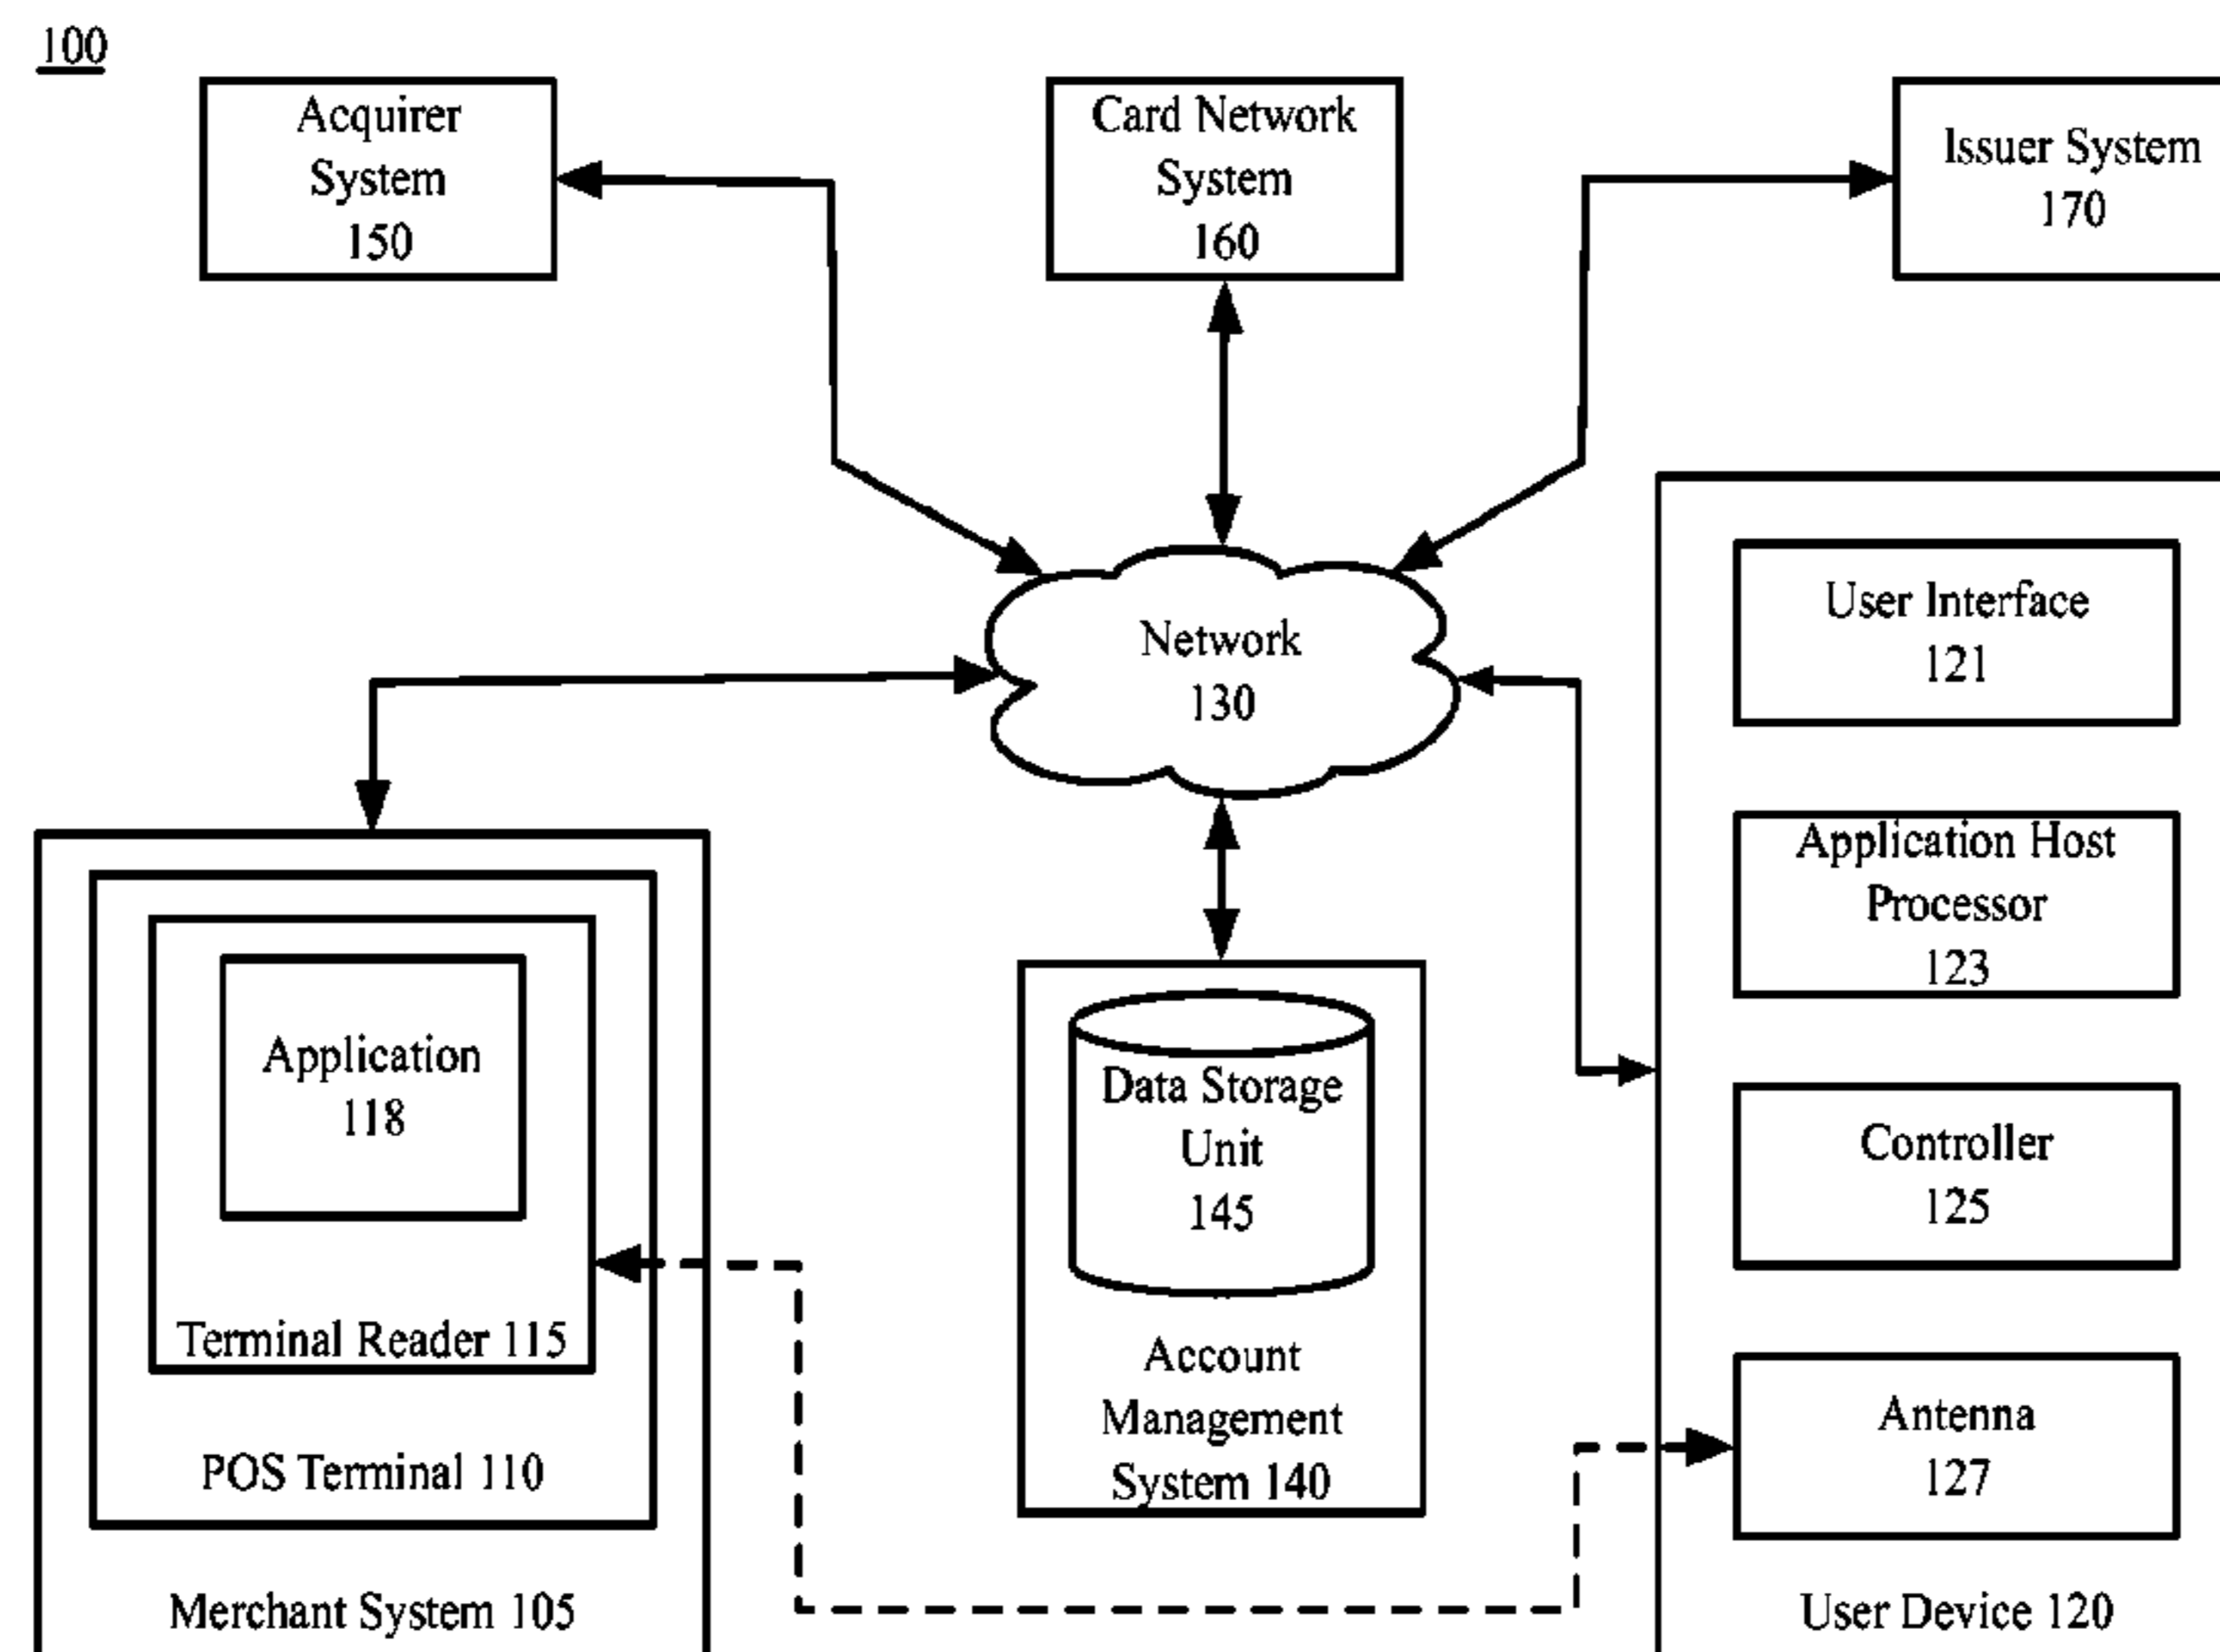 100
Acquirer
System
150
Card Network
System
160
Issuer System
170
Network
130
User Interface
121
Application Host
Processor
123
Controller
125
Antenna
127
User Device 120
Application
118
Terminal Reader 115
POS Terminal 110
Merchant System 105
Data Storage
Unit
145
Account
Management
System 140